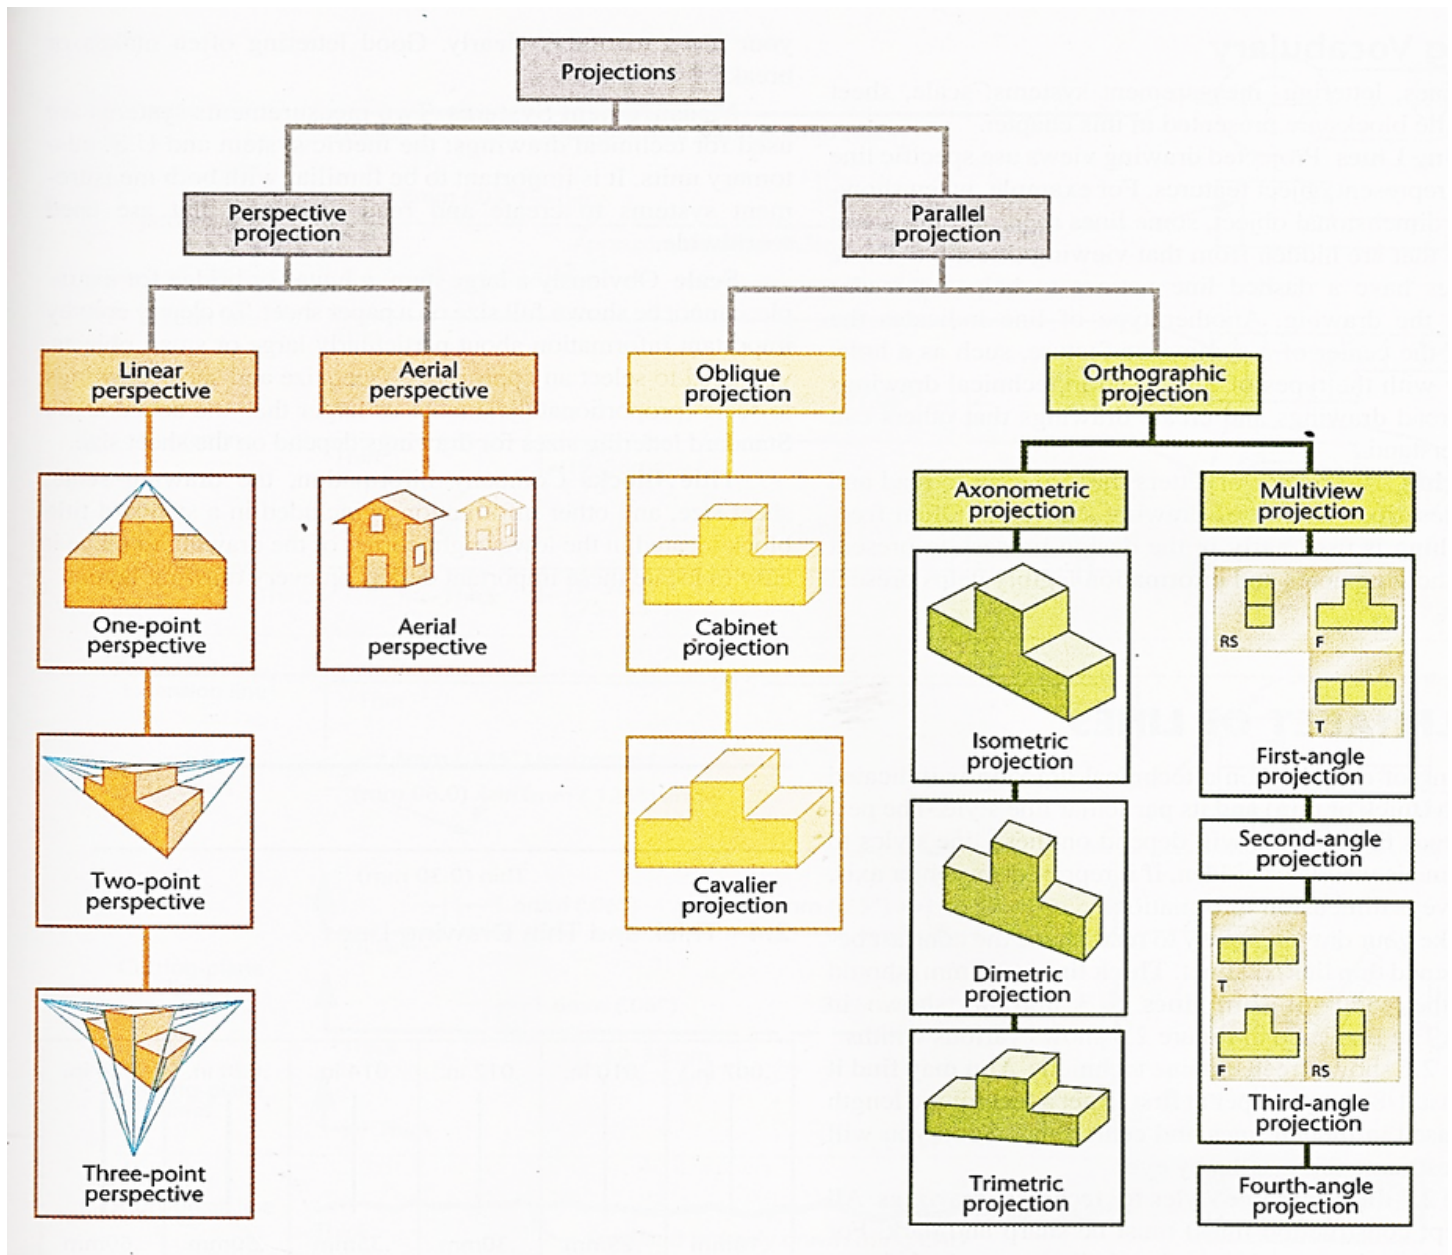 Projections
Perspective
projection
Parallel
projection
Linear
perspective
Aerial
perspective
Oblique
projection
Orthographic
projection
Axonometric
projection
Multiview
projection
One-point
perspective
Aerial
perspective
Cabinet
projection
Isometric
projection
RS
F
T
First-angle
projection
Two-point
perspective
Cavalier
projection
Dimetric
projection
Second-angle
projection
T
F
RS
Third-angle
projection
Three-point
perspective
Trimetric
projection
Fourth-angle
projection